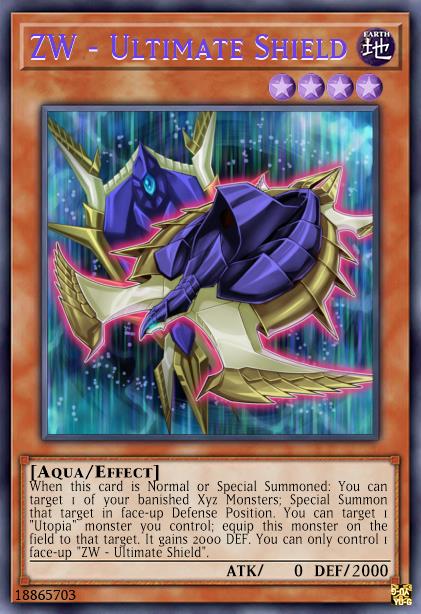 ZW - Ultimate Shield
EARTH
地
[Aqua/Effect]
When this card is Normal or Special Summoned: You can
target 1 of your banished Xyz Monsters; Special Summon
that target in face-up Defense Position. You can target 1
"Utopia" monster you control; equip this monster on the
field to that target. It gains 2000 DEF. You can only control 1
face-up "ZW - Ultimate Shield".
ATK/ 0 DEF/2000
18865703